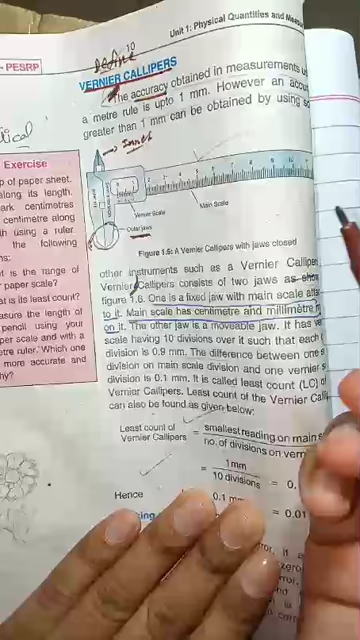 10
Unit 1: Physical Quantities and
- PESRP
Define
VERNIER CALLIPERS
The accuracy obtained in measurements
a metre rule is upto 1 mm. However an
greater than 1 mm can be obtained by using
Exercise
p of paper sheet.
along its length.
ark centimetres
centimetre along
th using a ruler.
the following
ns:
t is the range of
paper scale?
at is its least count?
asure the length of
pencil using your
per scale and with a
etre ruler. Which one
more accurate and
hy?
Vernier Scale
Main Scale
Outer jaws
Figure 1.6: A Vernier Callipers with jaws closed
other instruments such as a Vernier Callipers
Vernier Callipers consists of two jaws as
figure 1.6. One is a fixed jaw with main scale
to it. Main scale has centimetre and millimetre
on it. The other jaw is a moveable jaw. It has
scale having 10 divisions over it such that each
division is 0.9 mm. The difference between one
division on main scale division and one vernier
division is 0.1 mm. It is called least count (LC) of
Vernier Callipers. Least count of the Vernier
can also be found as given below:
Least count of
Vernier Callipers
= smallest reading on main
no. of divisions on
= 1mm
10 divisions
= 0.
Hence
0.1
= 0.01